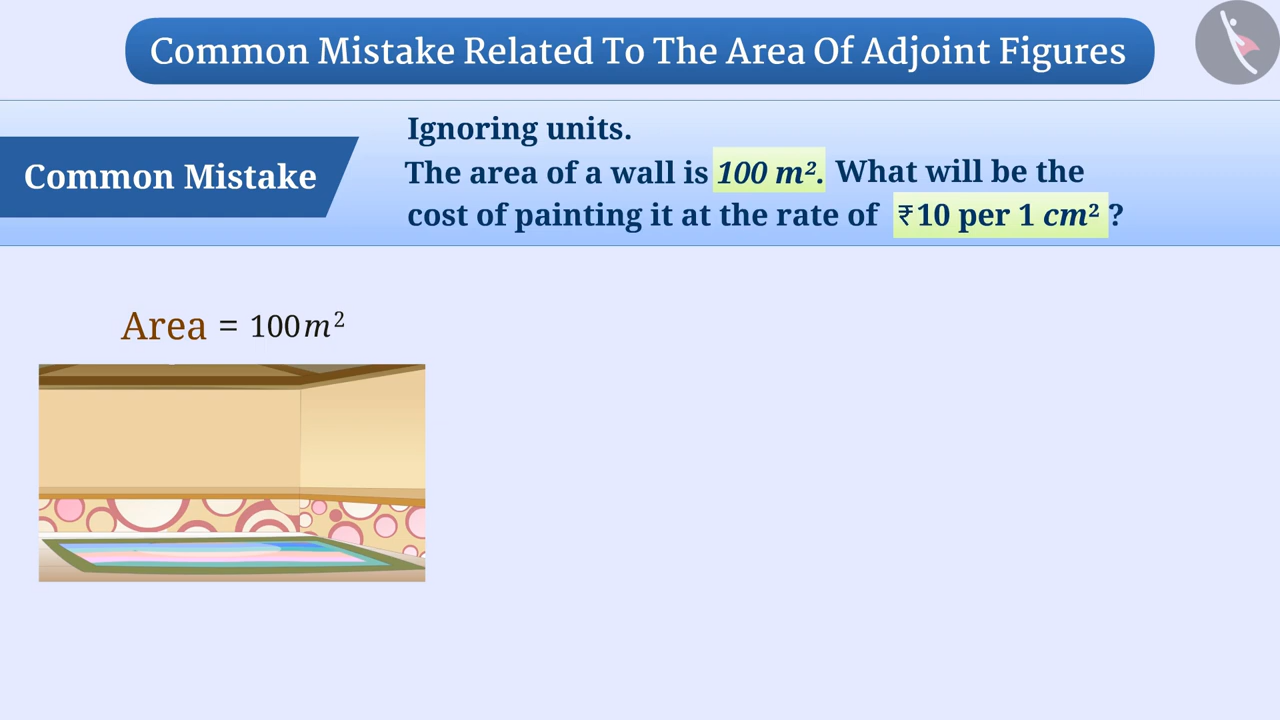 Common Mistake Related To The Area Of Adjoint Figures
Common Mistake
Ignoring units.
The area of a wall is 100 m². What will be the
cost of painting it at the rate of ₹10 per 1 cm² ?
Area = 100m²